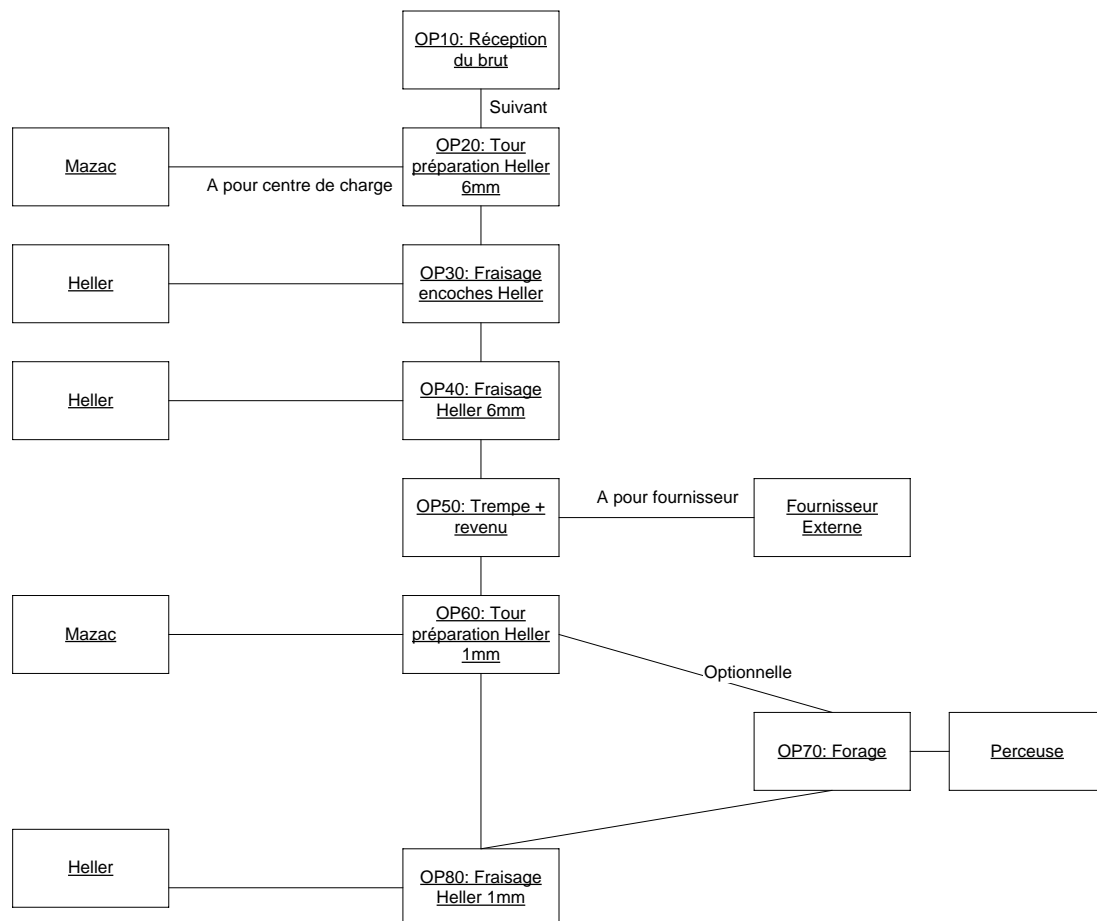 OP10: Réception
du brut
Suivant
Mazac
A pour centre de charge
OP20: Tour
préparation Heller
6mm
Heller
OP30: Fraisage
encoches Heller
Heller
OP40: Fraisage
Heller 6mm
OP50: Trempe +
revenu
A pour fournisseur
Fournisseur
Externe
Mazac
OP60: Tour
préparation Heller
1mm
Optionnelle
OP70: Forage
Perceuse
Heller
OP80: Fraisage
Heller 1mm